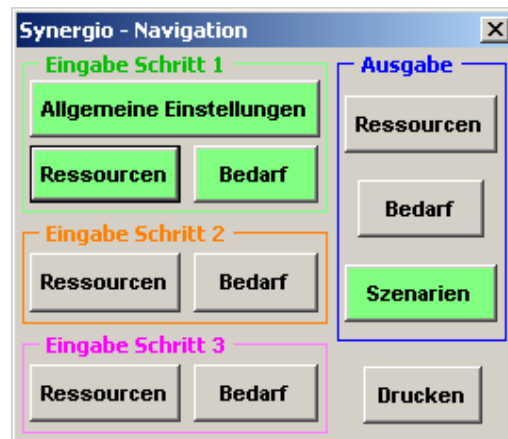 Synergio - Navigation
Eingabe Schritt 1
Allgemeine Einstellungen
Ressourcen
Bedarf
Eingabe Schritt 2
Ressourcen
Bedarf
Eingabe Schritt 3
Ressourcen
Bedarf
Ausgabe
Ressourcen
Bedarf
Szenarien
Drucken